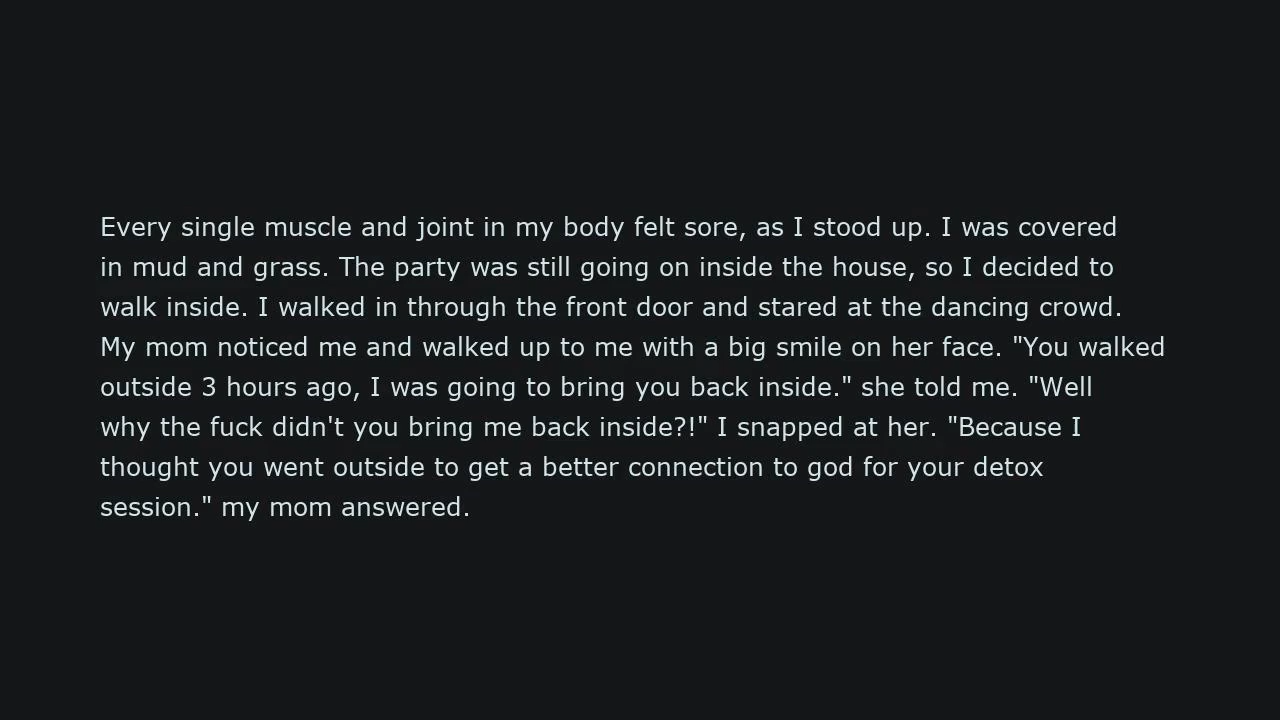 Every single muscle and joint in my body felt sore, as I stood up. I was covered
in mud and grass. The party was still going on inside the house, so I decided to
walk inside. I walked in through the front door and stared at the dancing crowd.
My mom noticed me and walked up to me with a big smile on her face. "You walked
outside 3 hours ago, I was going to bring you back inside." she told me. "Well
why the fuck didn't you bring me back inside?!" I snapped at her. "Because I
thought you went outside to get a better connection to god for your detox
session." my mom answered.